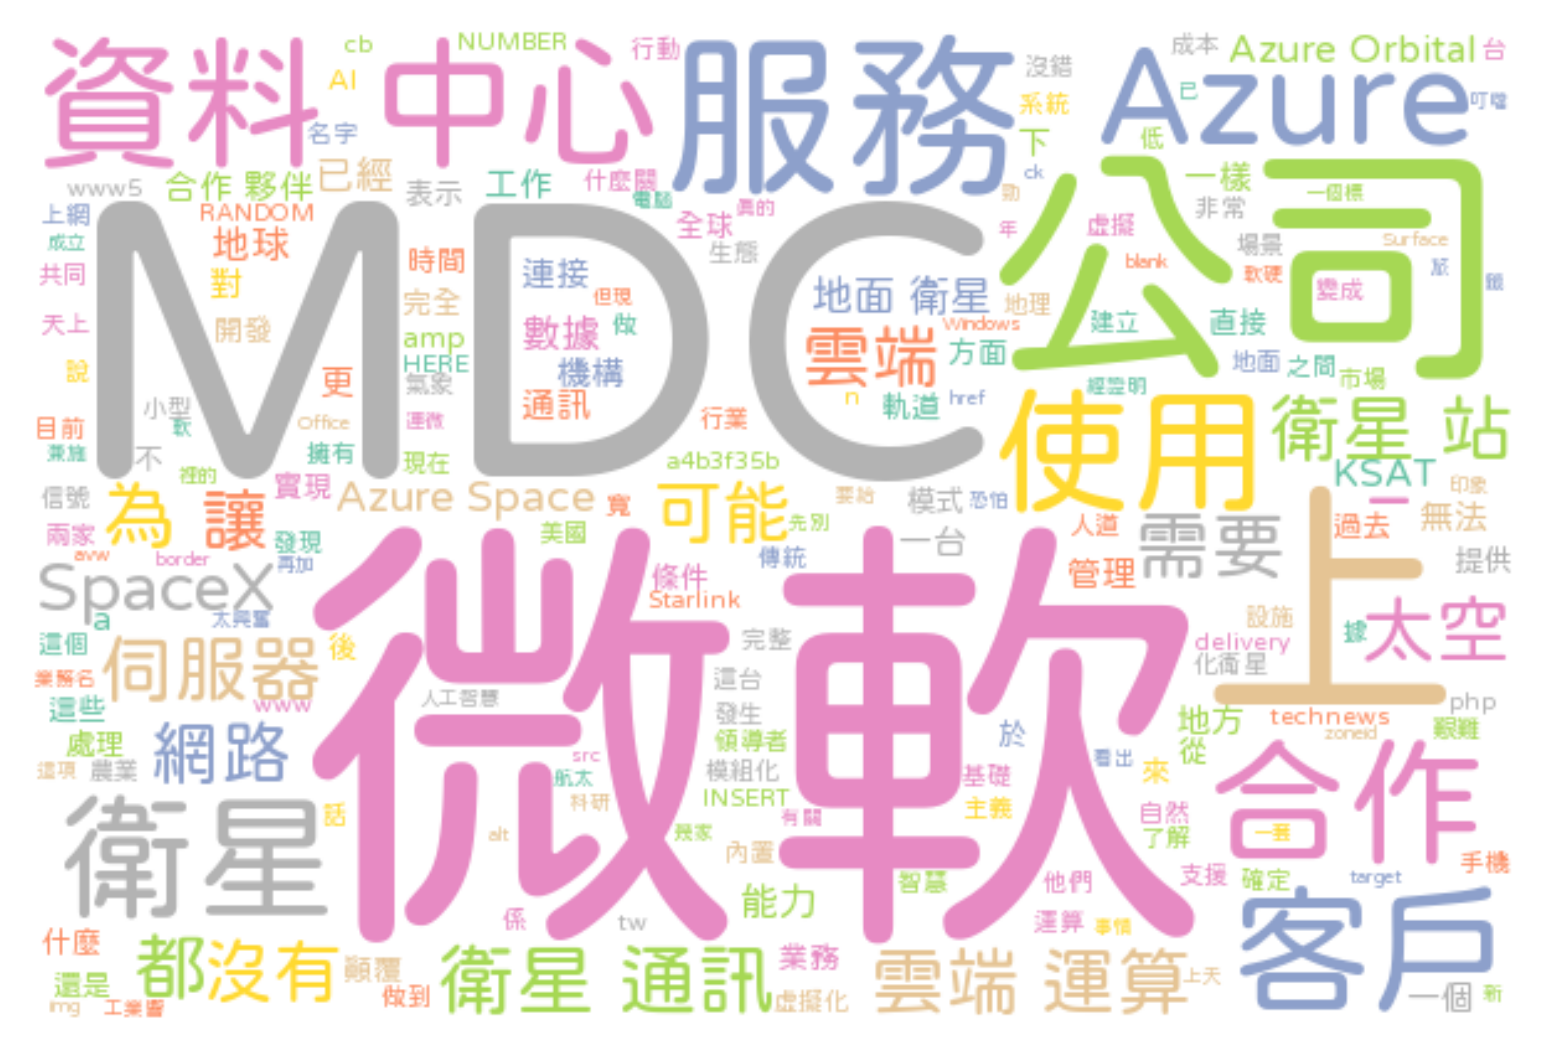 資料 中心
cb
NUMBER
AI
名字
行動
服務
沒錯
系統
下
成本
Azure Orbital
台
Azure
已
叮噹
低
www5
合作 夥伴
已經
表示
工作
什麼關
電腦
真的
ck
勁
一樣
非常
一個標
公司
上網
RANDOM
成立
地球
共同
對
天上
開發
說
MDC
時間
完全
amp
HERE
氣象
連接
但現
數據
做
機構
通訊
全球
生態
年
虛擬
場景
Surface
blank
軟硬
旅
鏡
變成
地面 衛星
地理
Windows
建立
直接
雲端
方面
地面
之間
市場
經證明
n
軌道
href
更
小型
軟
Office
連微
目前
兼施
不
裡的
擁有
現在
行業
a4b3f35b
使用
衛星 站
KSAT
印象
信號
為
讓
實現
Azure Space
寬
可能
要給
先別
模式
恐怕
一台
人道
需要
上
過去
無法
提供
兩家
avw
border
發現
再加
美國
傳統
SpaceX
a
太興奮
微軟
條件
Starlink
管理
設施
據
太空
這個
伺服器
後
完整
delivery
化衛星
業務名
這些
www
人工智慧
這台
發生
php
處理
網路
領導者
於
看出
地方
從
technews
zoneid
艱難
這項
農業
src
航太
模組化
基礎
來
合作
衛星
話
alt
科研
INSERT
有關
幾家
主義
自然
了解
一套
內置
智慧
他們
支援
確定
手機
target
什麼
都
沒有
顛覆
係
tw
能力
運算
事情
客戶
還是
img
工業響
做到
衛星 通訊
業務
虛擬化
雲端 運算
上天
一個
新